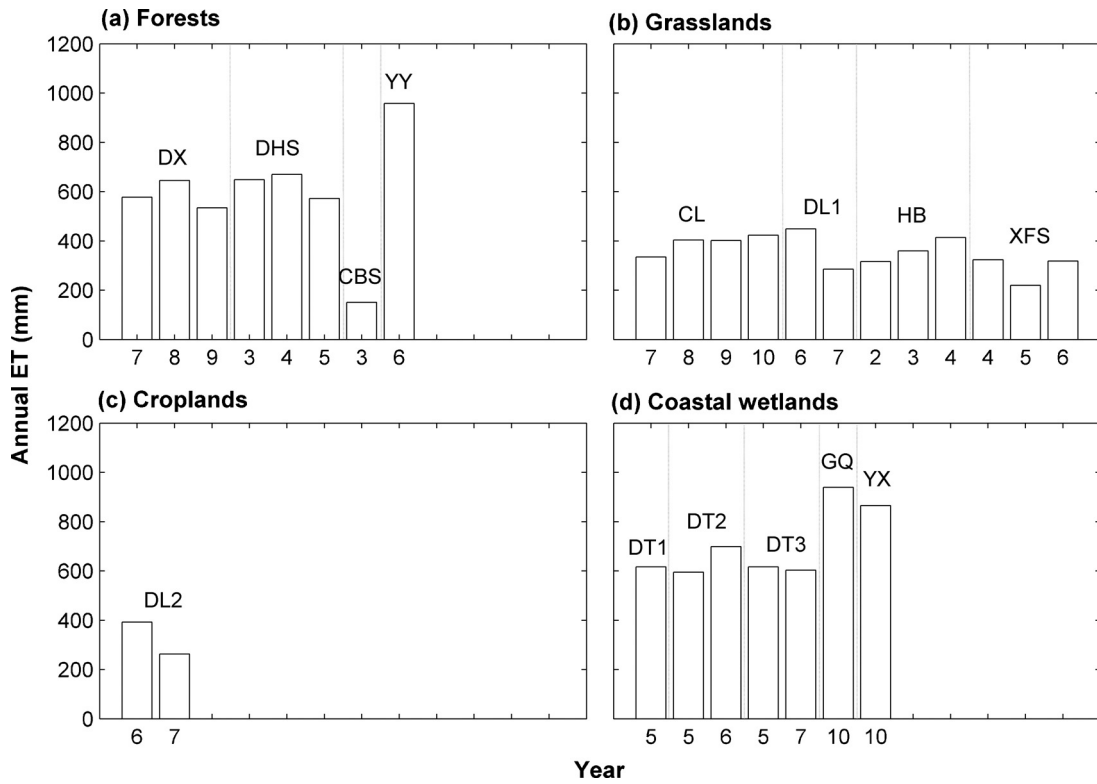 (a) Forests
1200
1000
800
600
400
200
0
DX
DHS
CBS
YY
7 8 9 3 4 5 3 6
(b) Grasslands
CL
DL1
HB
XFS
7 8 9 10 6 7 2 3 4 4 5 6
Annual ET (mm)
(c) Croplands
1200
1000
800
600
400
200
0
DL2
6 7
(d) Coastal wetlands
DT1
DT2
DT3
GQ
YX
5 5 6 5 7 10 10
Year